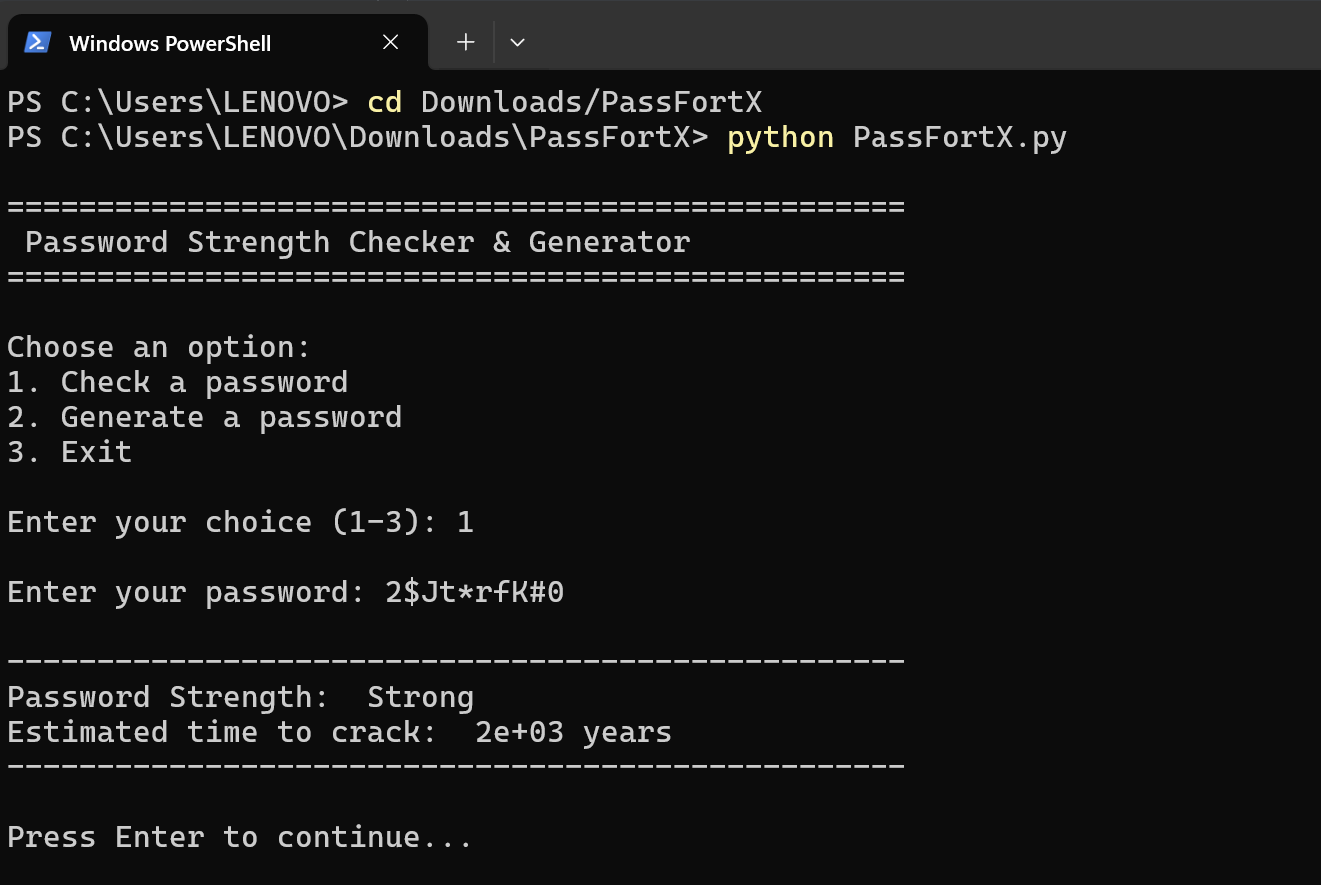 Windows PowerShell
PS C:\Users\LENOVO> cd Downloads/PassFortX
PS C:\Users\LENOVO\Downloads\PassFortX> python PassFortX.py
==================================================
Password Strength Checker & Generator
==================================================
Choose an option:
1. Check a password
2. Generate a password
3. Exit
Enter your choice (1-3): 1
Enter your password: 2$Jt*rfK#0
--------------------------------------------------
Password Strength:  Strong
Estimated time to crack:  2e+03 years
--------------------------------------------------
Press Enter to continue...